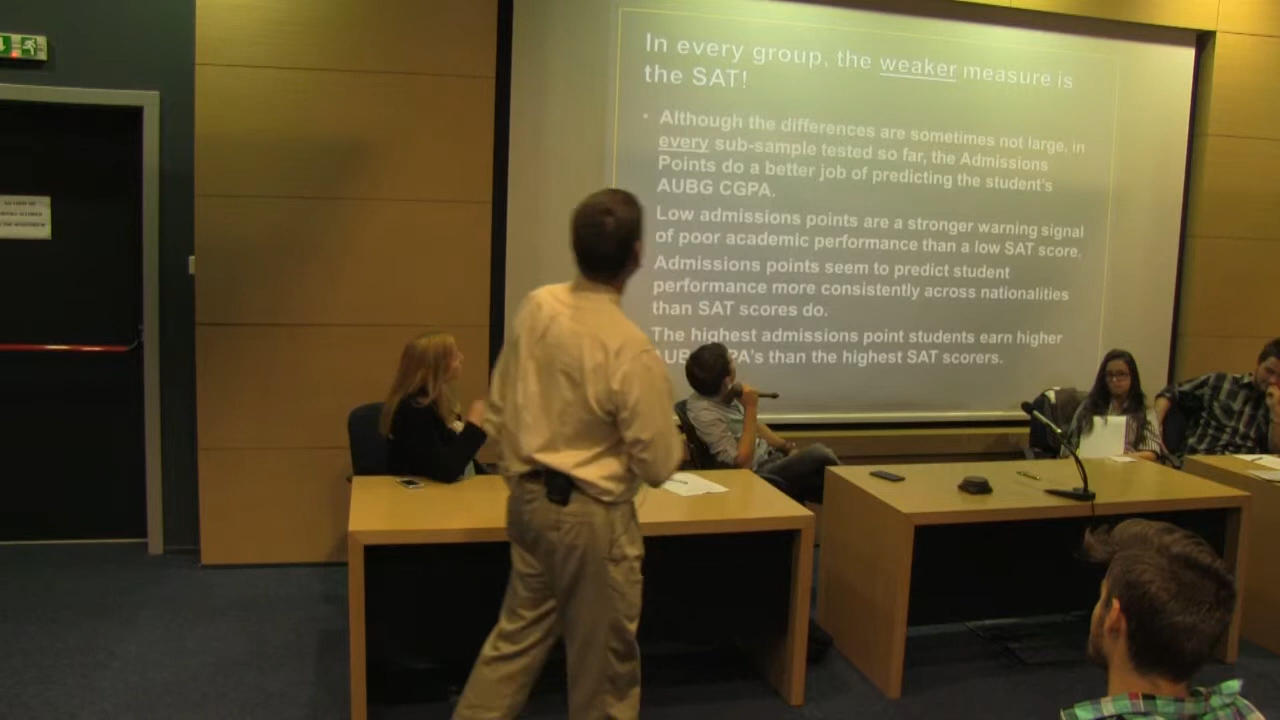 In every group, the weaker measure is
the SAT!
• Although the differences are sometimes not large, in
every sub-sample tested so far, the Admissions
Points do a better job of predicting the student's
AUBG CGPA.
Low admissions points are a stronger warning signal
of poor academic performance than a low SAT score.
Admissions points seem to predict student
performance more consistently across nationalities
than SAT scores do.
The highest admissions point students earn higher
than the highest SAT scorers.